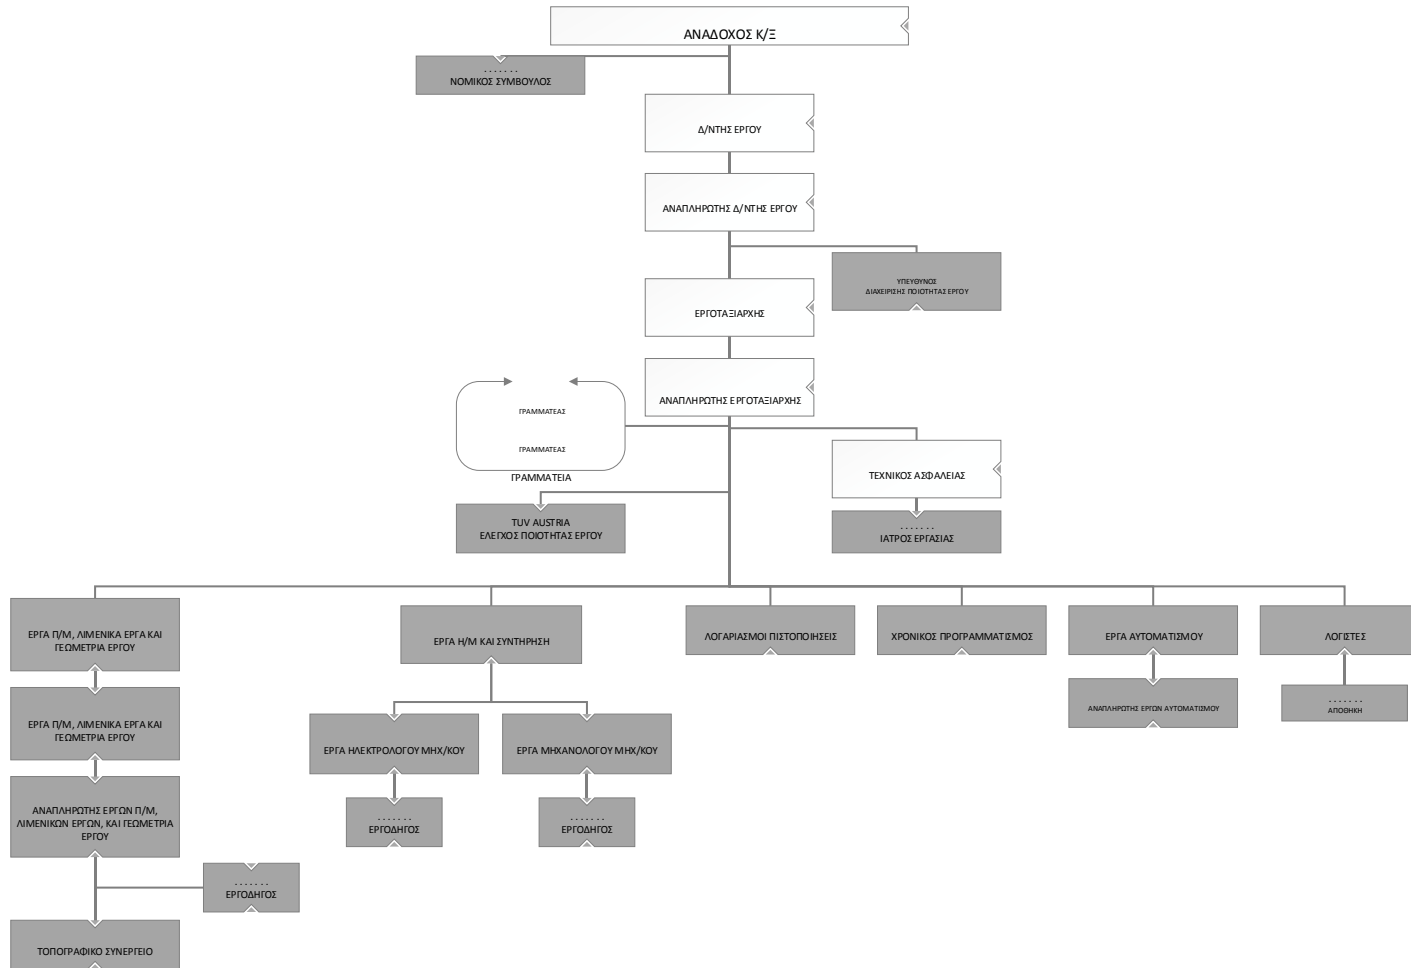 ΑΝΑΔΟΧΟΣ Κ/Ξ
.......
ΝΟΜΙΚΟΣ ΣΥΜΒΟΥΛΟΣ
Δ/ΝΤΗΣ ΕΡΓΟΥ
ΑΝΑΠΛΗΡΩΤΗΣ Δ/ΝΤΗΣ ΕΡΓΟΥ
ΥΠΕΥΘΥΝΟΣ
ΔΙΑΧΕΙΡΙΣΗΣ ΠΟΙΟΤΗΤΑΣ ΕΡΓΟΥ
ΕΡΓΟΤΑΞΙΑΡΧΗΣ
ΑΝΑΠΛΗΡΩΤΗΣ ΕΡΓΟΤΑΞΙΑΡΧΗΣ
ΓΡΑΜΜΑΤΕΑΣ
ΓΡΑΜΜΑΤΕΑΣ
ΓΡΑΜΜΑΤΕΙΑ
ΤΕΧΝΙΚΟΣ ΑΣΦΑΛΕΙΑΣ
TUV AUSTRIA
ΕΛΕΓΧΟΣ ΠΟΙΟΤΗΤΑΣ ΕΡΓΟΥ
.......
ΙΑΤΡΟΣ ΕΡΓΑΣΙΑΣ
ΕΡΓΑ Π/Μ, ΛΙΜΕΝΙΚΑ ΕΡΓΑ ΚΑΙ
ΓΕΩΜΕΤΡΙΑ ΕΡΓΟΥ
ΕΡΓΑ Η/Μ ΚΑΙ ΣΥΝΤΗΡΗΣΗ
ΛΟΓΑΡΙΑΣΜΟΙ ΠΙΣΤΟΠΟΙΗΣΕΙΣ
ΧΡΟΝΙΚΟΣ ΠΡΟΓΡΑΜΜΑΤΙΣΜΟΣ
ΕΡΓΑ ΑΥΤΟΜΑΤΙΣΜΟΥ
ΛΟΓΙΣΤΕΣ
ΕΡΓΑ Π/Μ, ΛΙΜΕΝΙΚΑ ΕΡΓΑ ΚΑΙ
ΓΕΩΜΕΤΡΙΑ ΕΡΓΟΥ
ΕΡΓΑ ΗΛΕΚΤΡΟΛΟΓΟΥ ΜΗΧ/ΚΟΥ
ΕΡΓΑ ΜΗΧΑΝΟΛΟΓΟΥ ΜΗΧ/ΚΟΥ
ΑΝΑΠΛΗΡΩΤΗΣ ΕΡΓΩΝ ΑΥΤΟΜΑΤΙΣΜΟΥ
.......
ΑΠΟΘΗΚΗ
ΑΝΑΠΛΗΡΩΤΗΣ ΕΡΓΩΝ Π/Μ,
ΛΙΜΕΝΙΚΩΝ ΕΡΓΩΝ, ΚΑΙ ΓΕΩΜΕΤΡΙΑ
ΕΡΓΟΥ
.......
ΕΡΓΟΔΗΓΟΣ
.......
ΕΡΓΟΔΗΓΟΣ
.......
ΕΡΓΟΔΗΓΟΣ
ΤΟΠΟΓΡΑΦΙΚΟ ΣΥΝΕΡΓΕΙΟ